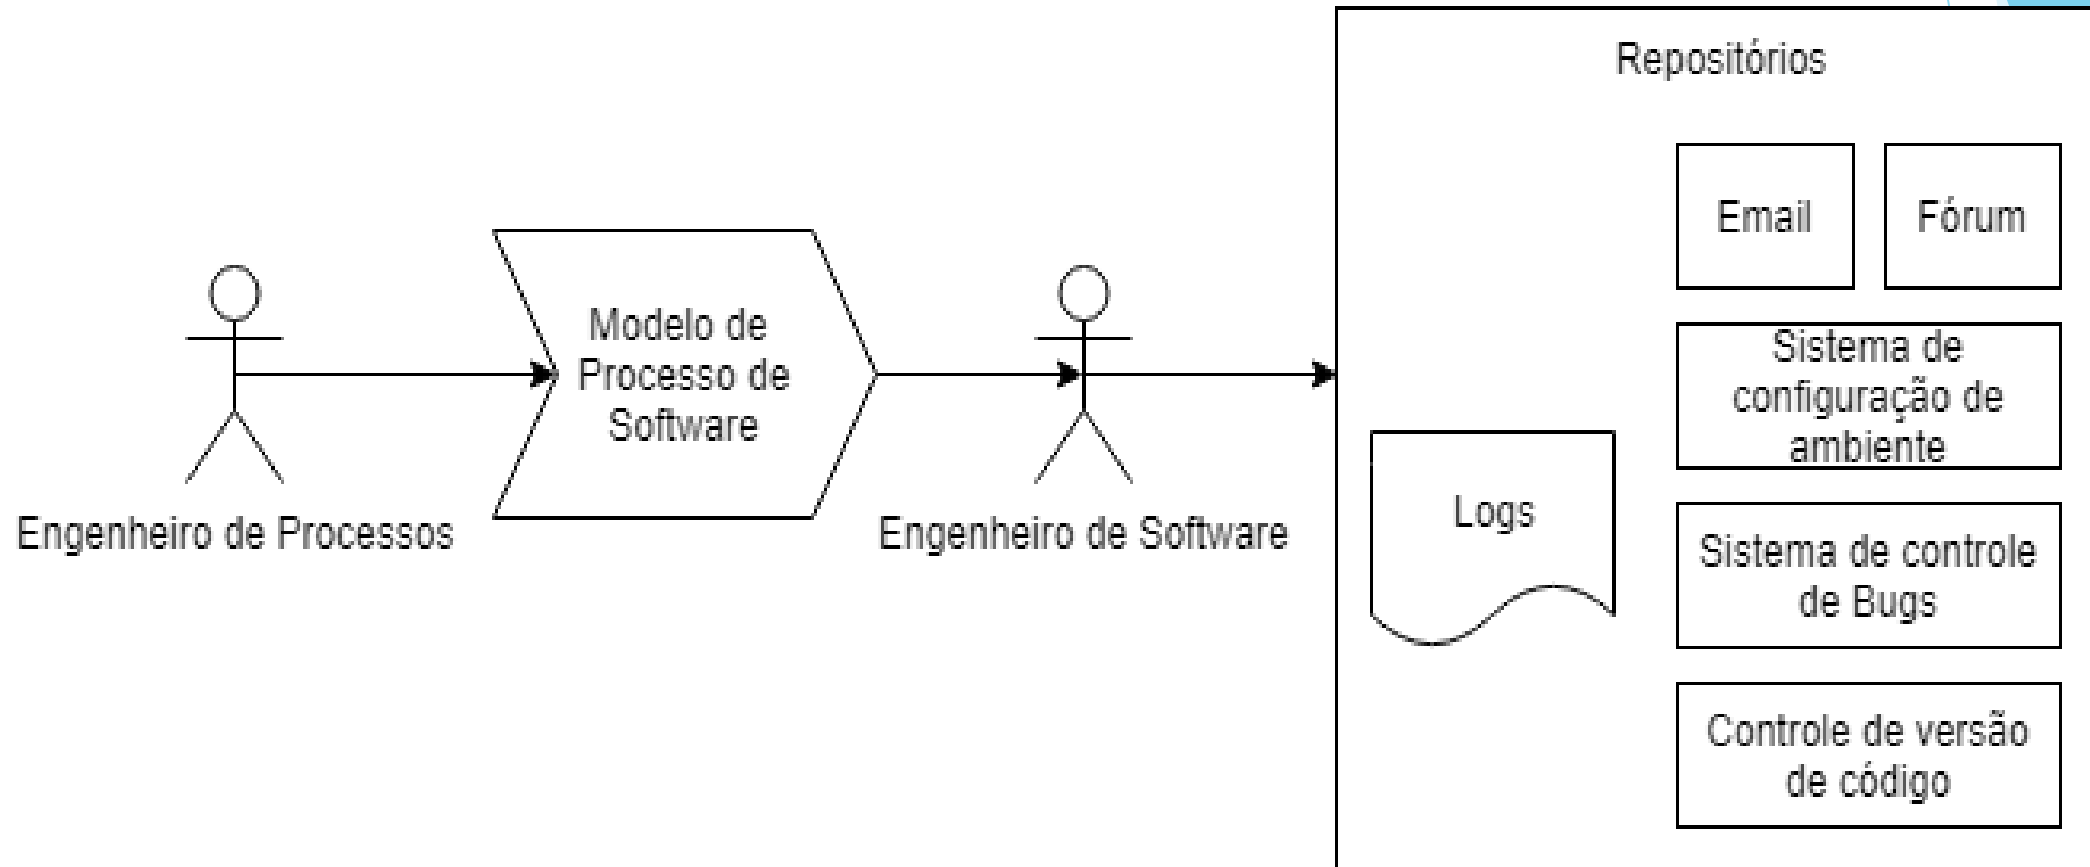 Repositórios
Email
Fórum
Modelo de
Processo de
Software
Sistema de
configuração de
ambiente
Engenheiro de Processos
Engenheiro de Software
Logs
Sistema de controle
de Bugs
Controle de versão
de código